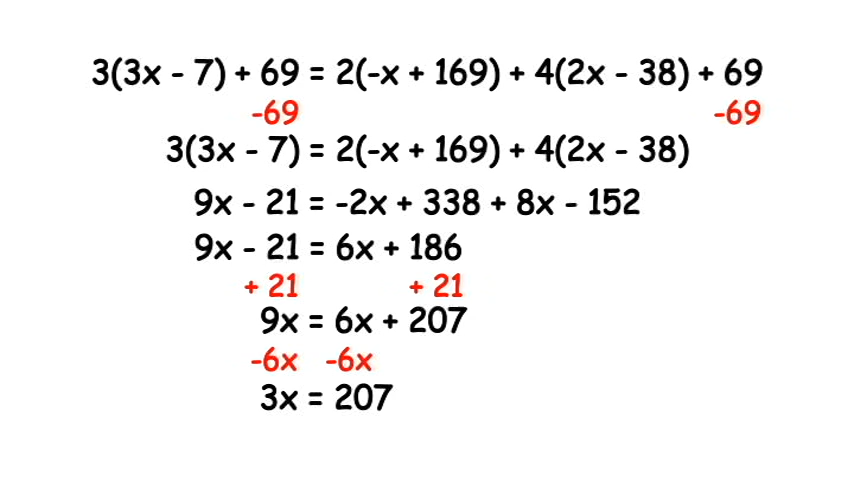 3(3x - 7) + 69 = 2(-x + 169) + 4(2x - 38) + 69
-69 -69
3(3x - 7) = 2(-x + 169) + 4(2x - 38)
9x - 21 = -2x + 338 + 8x - 152
9x - 21 = 6x + 186
+ 21 + 21
9x = 6x + 207
-6x -6x
3x = 207